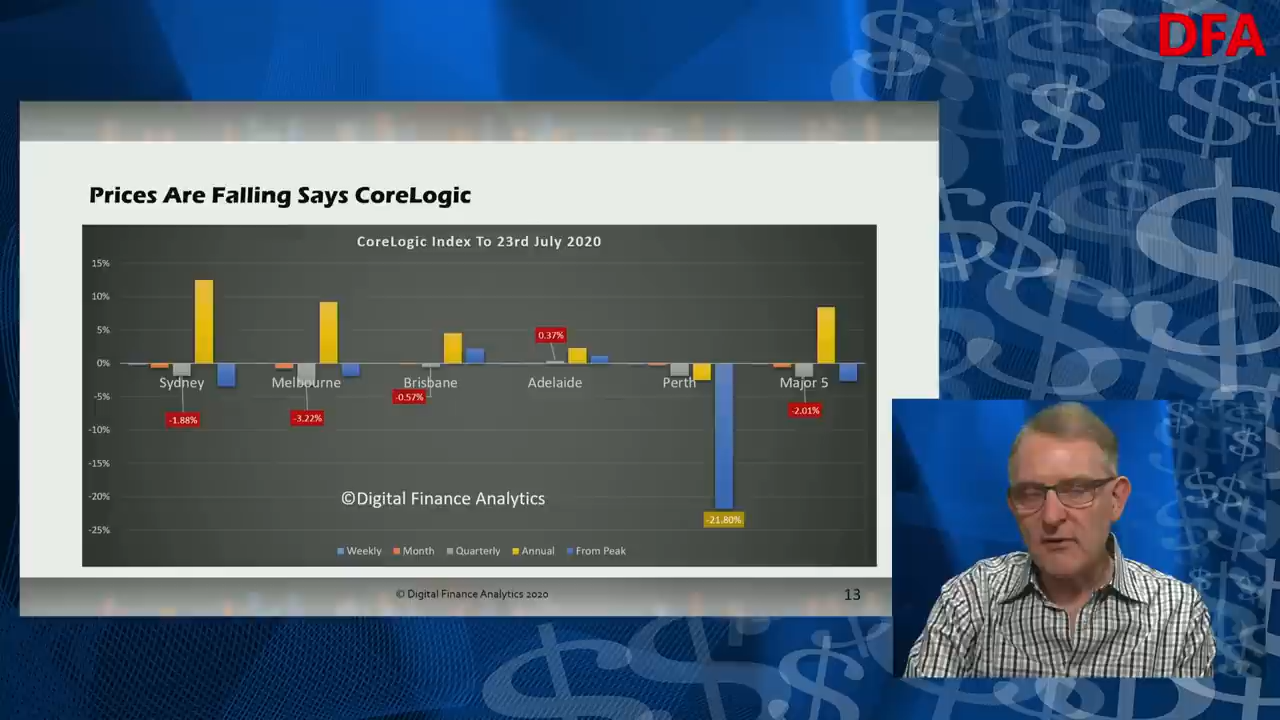 DFA
Prices Are Falling Says CoreLogic
CoreLogic Index To 23rd July 2020
15%
10%
5%
0%
-5%
-10%
-15%
-20%
-25%
0.37%
Sydney Melbourne Brisbane Adelaide Perth Major 5
-0.57%
-1.88%
-3.22%
-2.01%
©Digital Finance Analytics
-21.80%
Weekly Month Quarterly Annual From Peak
© Digital Finance Analytics 2020
13